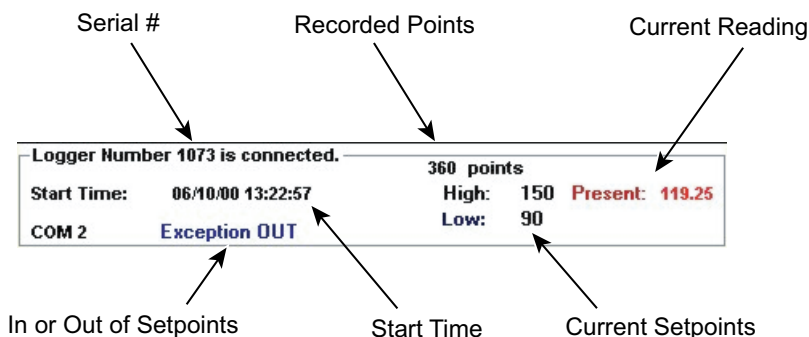 Serial #
Recorded Points
Current Reading
Logger Number 1073 is connected.
360 points
Start Time: 06/10/00 13:22:57
High: 150 Present: 119.25
Low: 90
COM 2 Exception OUT
In or Out of Setpoints
Start Time
Current Setpoints